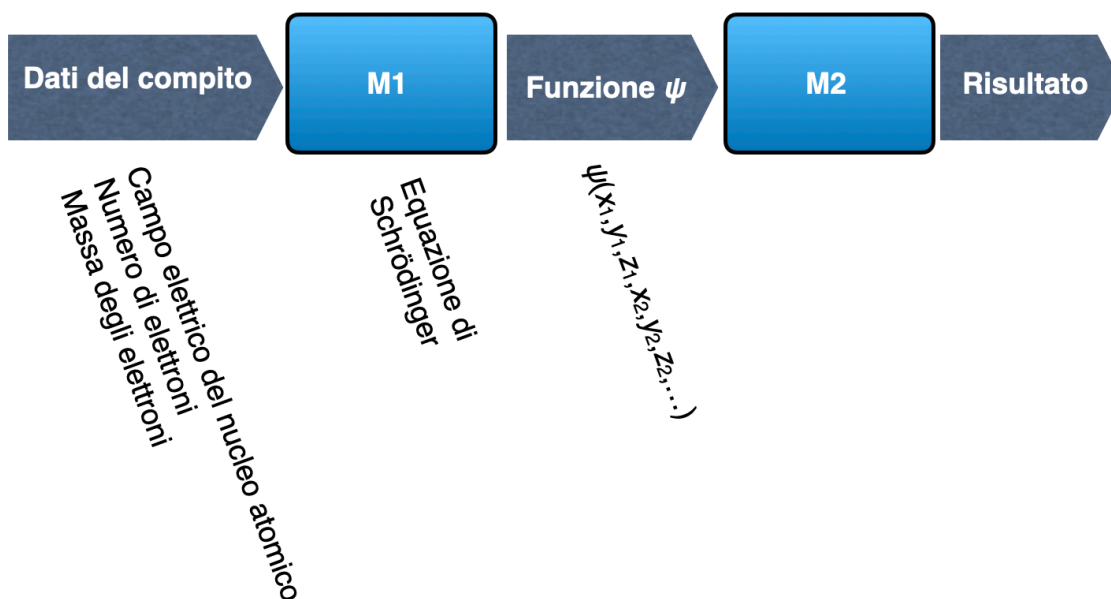 Dati del compito
M1
Funzione ψ
M2
Risultato
Campo elettrico del nucleo atomico
Numero di elettroni
Massa degli elettroni
Equazione di
Schrödinger
ψ(x₁,y₁,z₁,x₂,y₂,z₂,…)